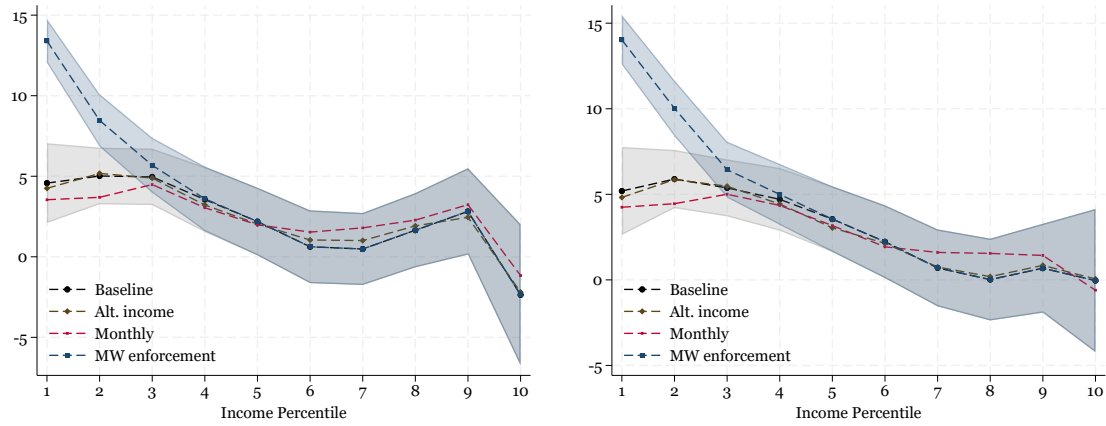 15
10
5
0
-5
Baseline
Alt. income
Monthly
MW enforcement
1 2 3 4 5 6 7 8 9 10
Income Percentile
15
10
5
0
-5
Baseline
Alt. income
Monthly
MW enforcement
1 2 3 4 5 6 7 8 9 10
Income Percentile